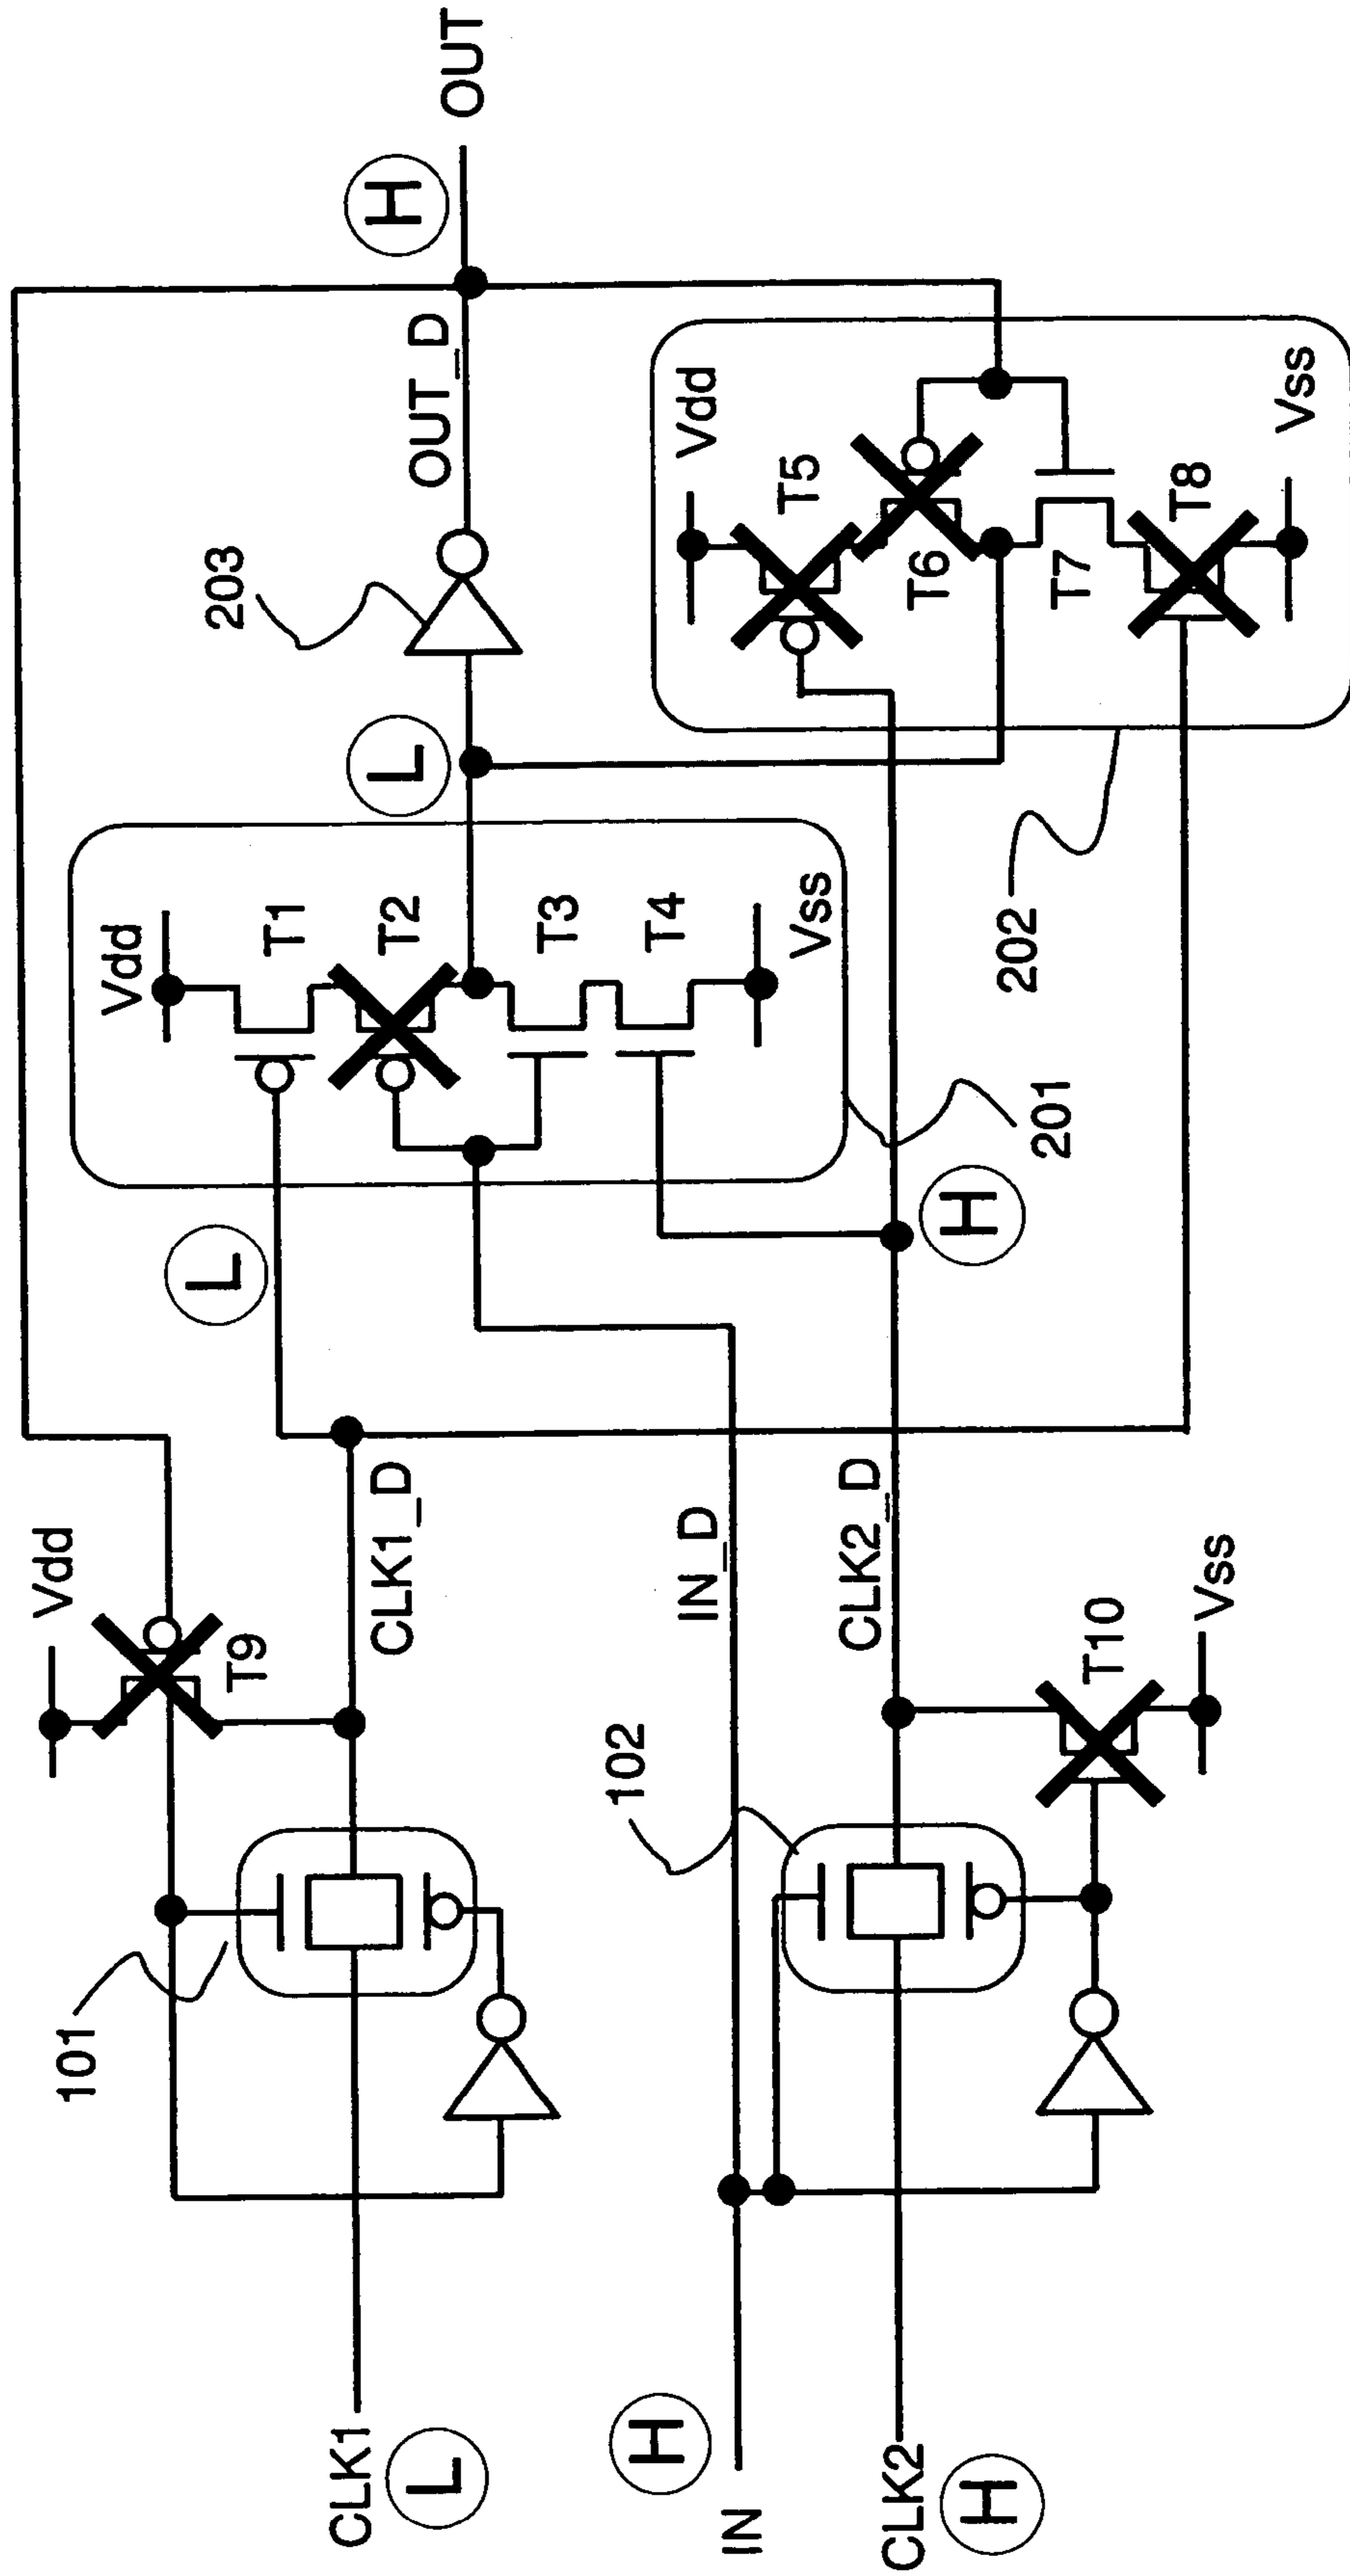 CLK1
L
H
IN
CLK2
H
101
Vdd
T9
CLK1_D
102
IN_D
CLK2_D
T10
Vss
L
H
201
Vdd
T1
T2
T3
T4
Vss
L
202
203
OUT_D
Vdd
T5
T6
T7
T8
Vss
H
OUT